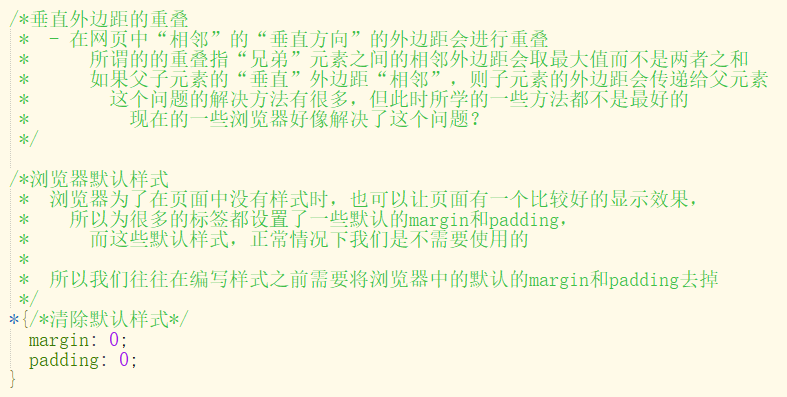 /*垂直外边距的重叠
 *  - 在网页中“相邻”的“垂直方向”的外边距会进行重叠
 *      所谓的的重叠指“兄弟”元素之间的相邻外边距会取最大值而不是两者之和
 *      如果父子元素的“垂直”外边距“相邻”，则子元素的外边距会传递给父元素
 *        这个问题的解决方法有很多，但此时所学的一些方法都不是最好的
 *          现在的一些浏览器好像解决了这个问题？
 */
/*浏览器默认样式
 *  浏览器为了在页面中没有样式时，也可以让页面有一个比较好的显示效果，
 *    所以为很多的标签都设置了一些默认的margin和padding，
 *      而这些默认样式，正常情况下我们是不需要使用的
 *
 *  所以我们往往在编写样式之前需要将浏览器中的默认的margin和padding去掉
 */
*{/*清除默认样式*/
  margin: 0;
  padding: 0;
}